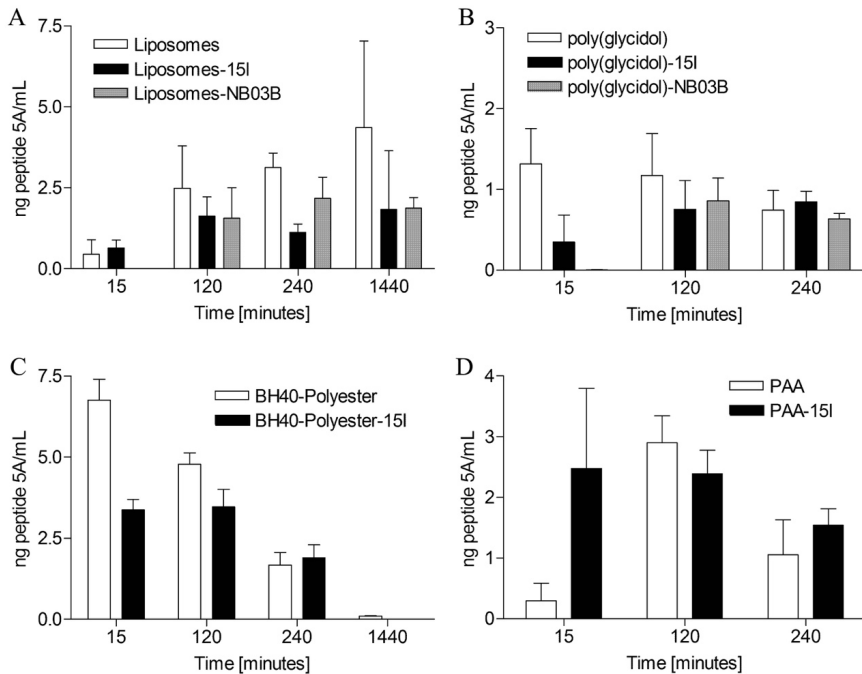 A
Liposomes
Liposomes-15I
Liposomes-NB03B
ng peptide 5A/mL
7.5
5.0
2.5
0.0
15 120 240 1440
Time [minutes]
B
poly(glycidol)
poly(glycidol)-15I
poly(glycidol)-NB03B
ng peptide 5A/mL
3
2
1
0
15 120 240
Time [minutes]
C
BH40-Polyester
BH40-Polyester-15I
ng peptide 5A/mL
7.5
5.0
2.5
0.0
15 120 240 1440
Time [minutes]
D
PAA
PAA-15I
ng peptide 5A/mL
4
3
2
1
0
15 120 240
Time [minutes]